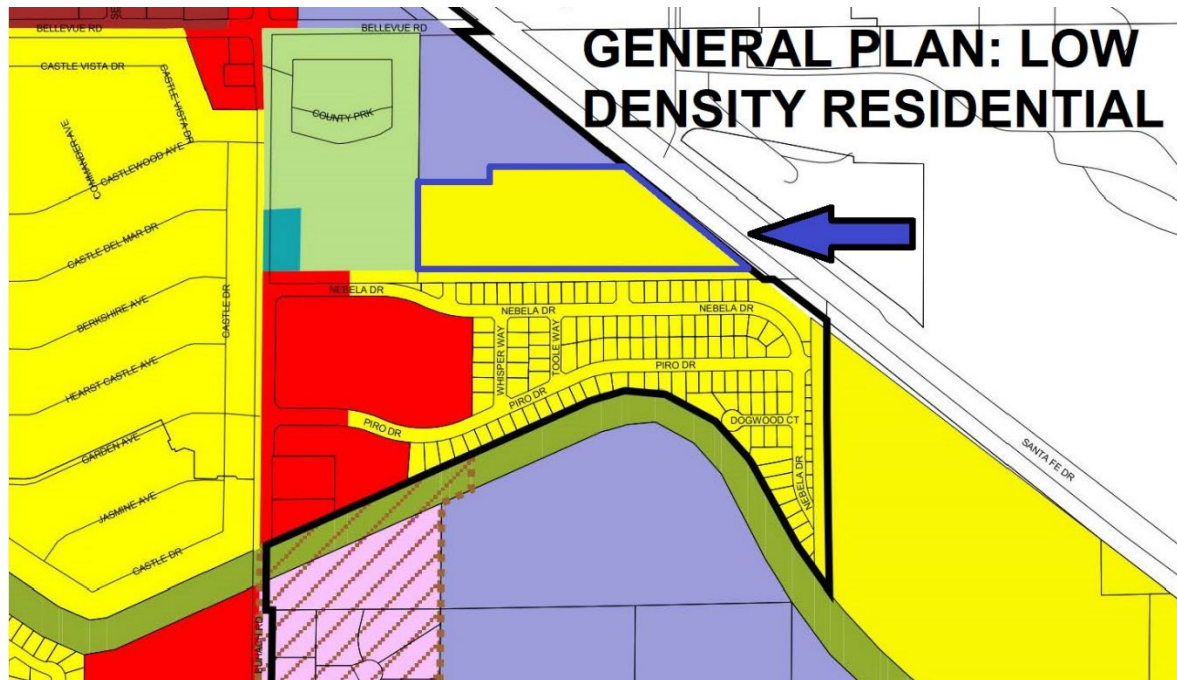 BELLEVUE RD
BELLEVUE RD
GENERAL PLAN: LOW
DENSITY RESIDENTIAL
CASTLE VISTA DR
CASTLE VISTA DR
COUNTY PRK
COMMANDER AVE
CASTLEWOOD AVE
CASTLE DEL MAR DR
BERKSHIRE AVE
CASTLE DR
NEBELA DR
NEBELA DR
NEBELA DR
WHISPER WAY
TOOLE WAY
HEARST CASTLE AVE
PIRO DR
PIRO DR
PIRO DR
DOGWOOD CT
GARDEN AVE
NEBELA DR
SANTA FE DR
JASMINE AVE
CASTLE DR
BUHACH RD